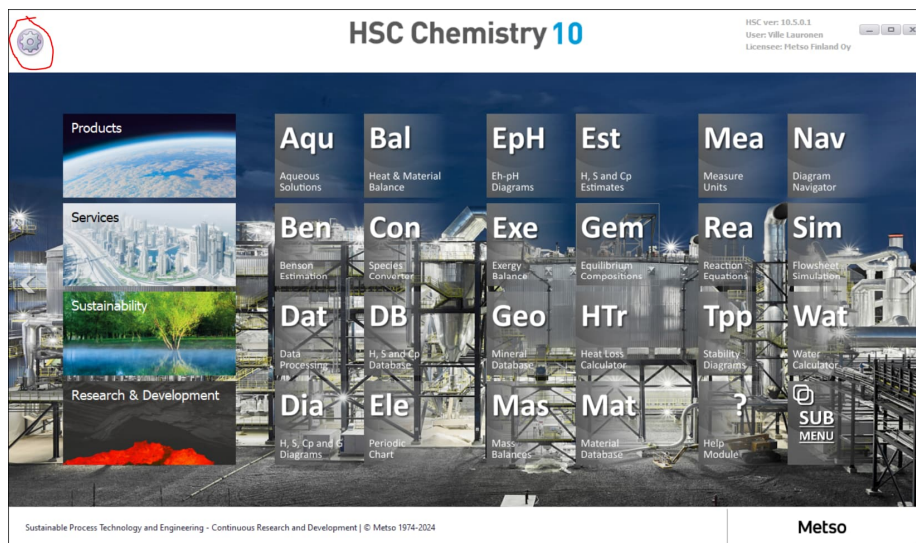 HSC Chemistry 10
HSC ver: 10.5.0.1
User: Ville Lauronen
Licensee: Metso Finland Oy
Products
Services
Sustainability
Research & Development
Aqu
Aqueous
Solutions
Bal
Heat & Material
Balance
EpH
Eh-pH
Diagrams
Est
H, S and Cp
Estimates
Mea
Measure
Units
Nav
Diagram
Navigator
Ben
Benson
Estimation
Con
Species
Converter
Exe
Exergy
Balance
Gem
Equilibrium
Compositions
Rea
Reaction
Equations
Sim
Flowsheet
Simulation
Dat
Data
Processing
DB
H, S and Cp
Database
Geo
Mineral
Database
HTr
Heat Loss
Calculator
Tpp
Stability
Diagrams
Wat
Water
Calculator
Dia
H, S, Cp and G
Diagrams
Ele
Periodic
Chart
Mas
Mass
Balances
Mat
Material
Database
?
Help
Module
SUB
MENU
Sustainable Process Technology and Engineering - Continuous Research and Development | © Metso 1974-2024
Metso